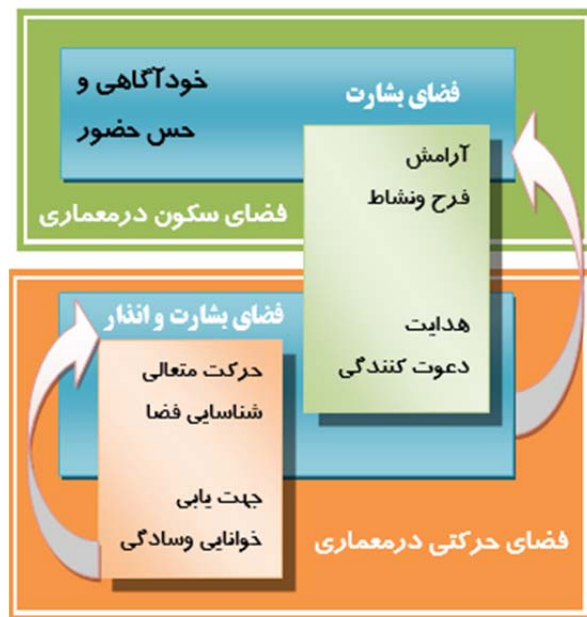 فضای بشارت
خودآگاهی و
حس حضور
آرامش
فرح ونشاط
هدایت
دعوت کنندگی
فضای سکون درمعماری
فضای بشارت و انذار
حرکت متعالی
شناسایی فضا
جهت یابی
خوانایی وسادگی
فضای حرکتی درمعماری